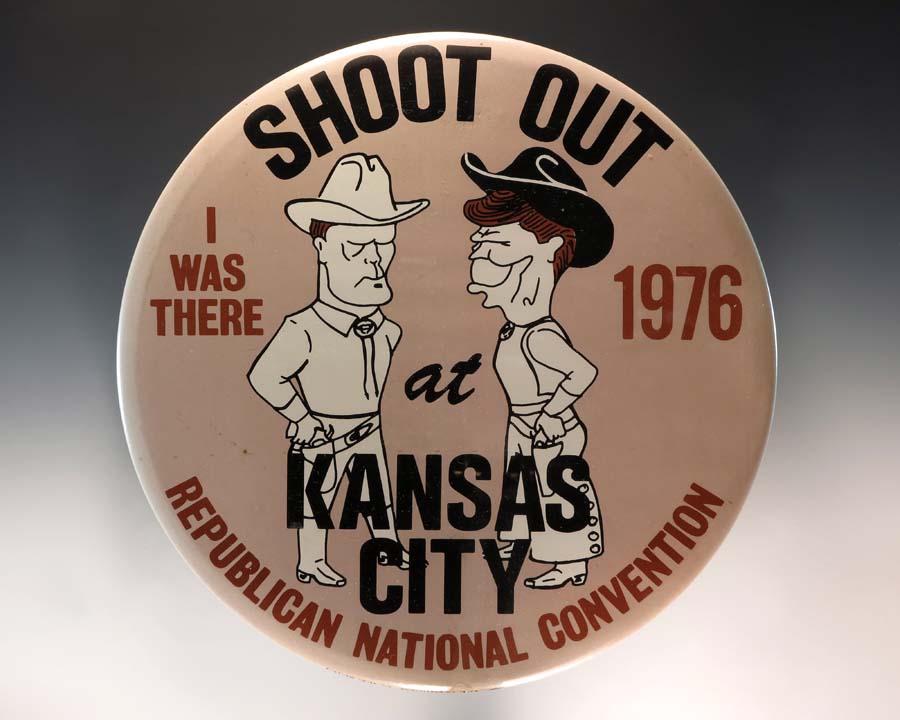 SHOOT OUT
I
WAS
THERE
1976
at
KANSAS
CITY
REPUBLICAN NATIONAL CONVENTION